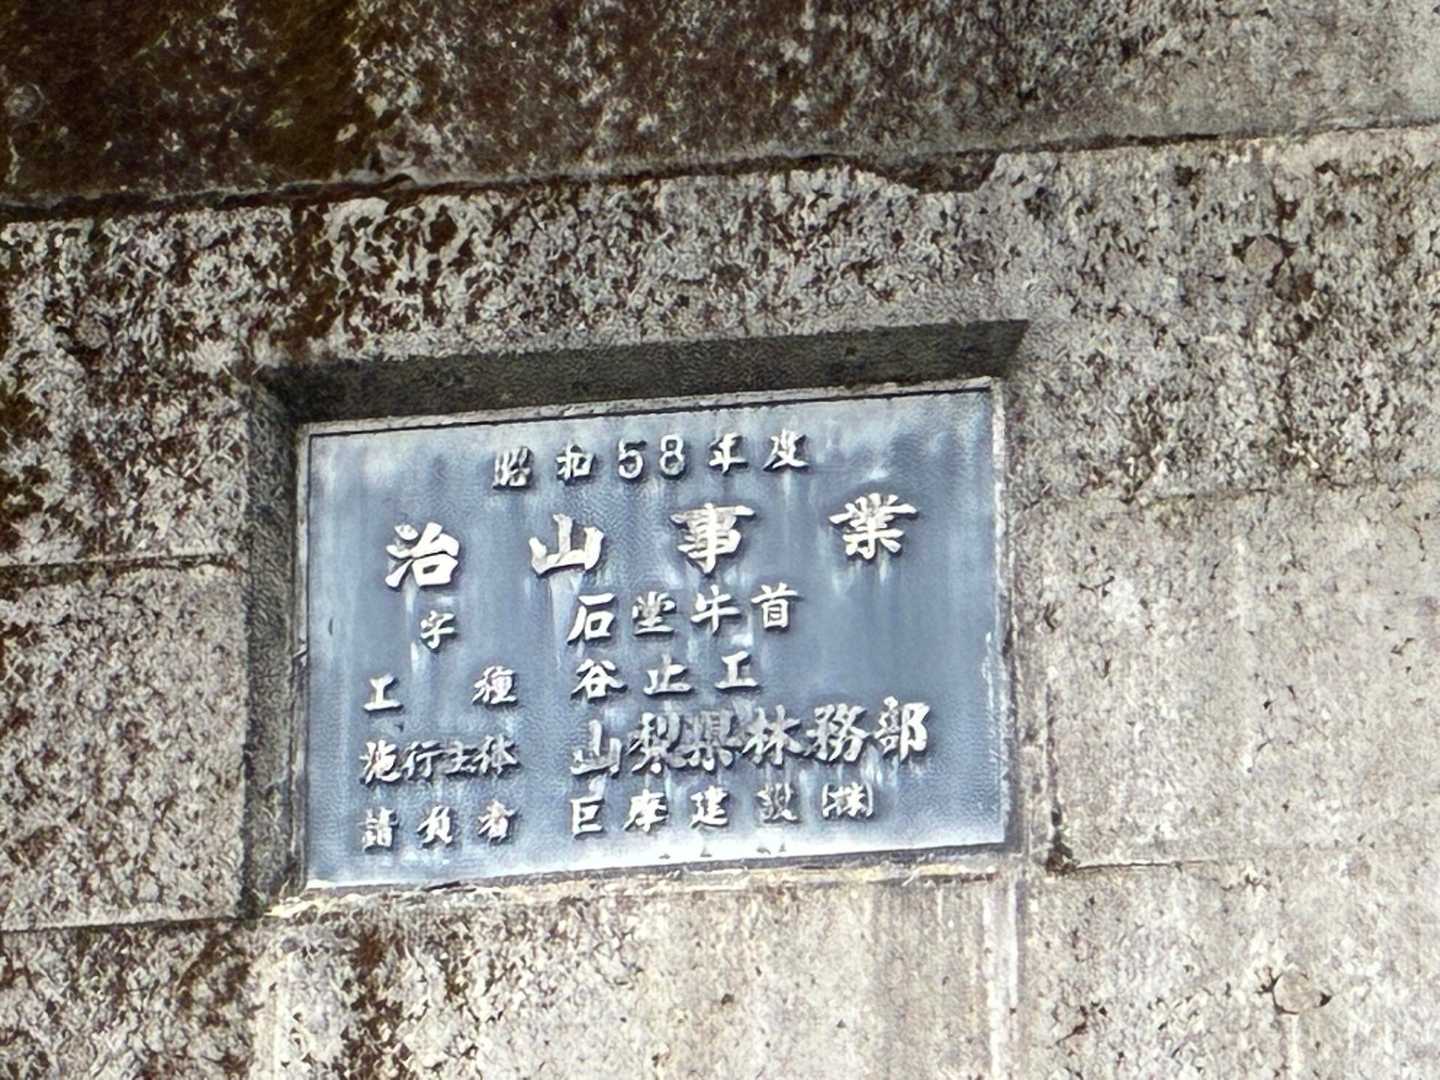 昭和58年度
治山事業
字 石堂牛首
工種 谷止工
施行主体 山梨県林務部
請負者 巨摩建設(株)